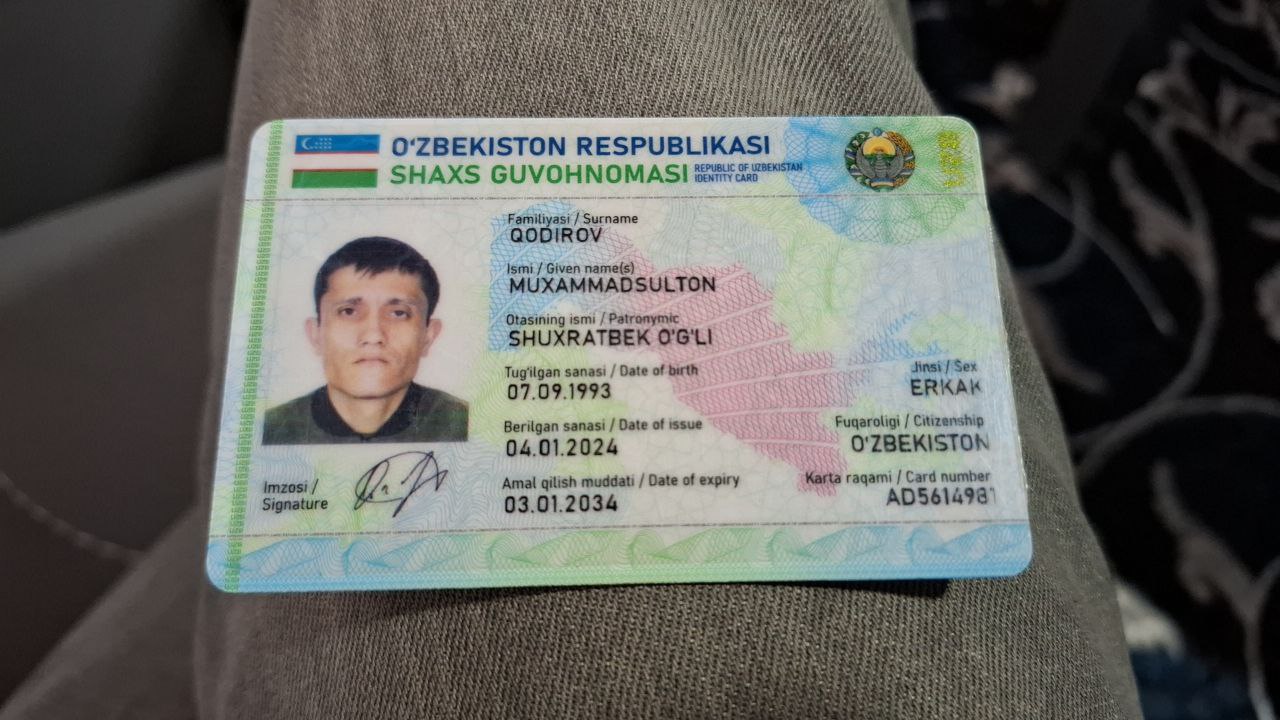 O'ZBEKISTON RESPUBLIKASI
SHAXS GUVOHNOMASI
REPUBLIC OF UZBEKISTAN
IDENTITY CARD
Familiyasi / Surname
QODIROV
Ismi / Given name(s)
MUXAMMADSULTON
Otasining ismi / Patronymic
SHUXRATBEK O'G'LI
Tug'ilgan sanasi / Date of birth
07.09.1993
Jinsi / Sex
ERKAK
Berilgan sanasi / Date of issue
04.01.2024
Fuqaroligi / Citizenship
O'ZBEKISTON
Amal qilish muddati / Date of expiry
03.01.2034
Karta raqami / Card number
AD5614981
Imzosi /
Signature